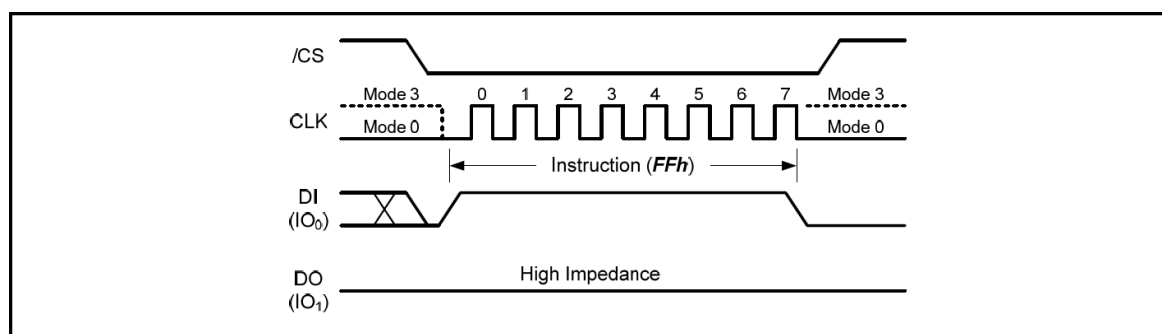 /CS
Mode 3 0 1 2 3 4 5 6 7 Mode 3
CLK
Mode 0 Mode 0
Instruction (FFh)
DI
(IO₀)
High Impedance
DO
(IO₁)